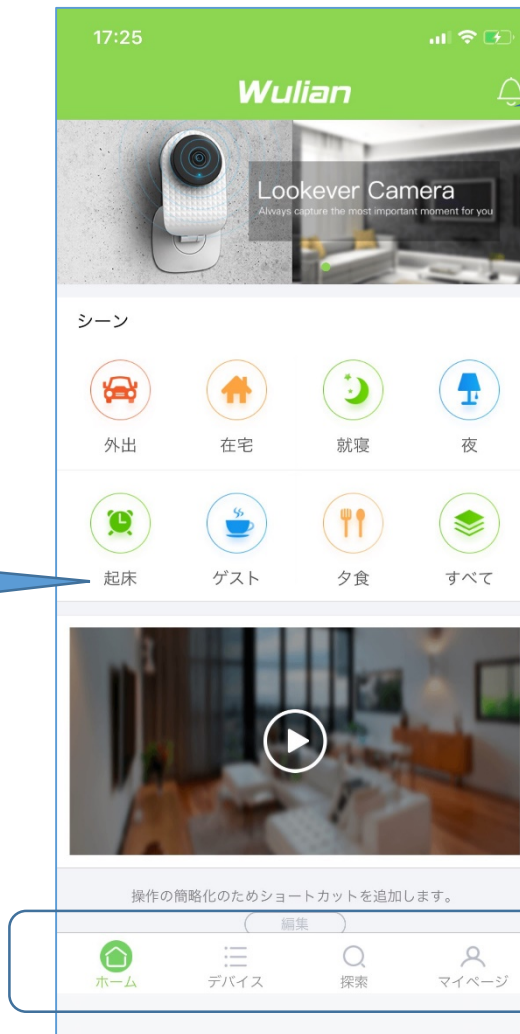 17:25
Wulian
Lookever Camera
Always capture the most important moment for you
シーン
外出 在宅 就寝 夜
起床 ゲスト 夕食 すべて
操作の簡略化のためショートカットを追加します。
編集
ホーム デバイス 探索 マイページ